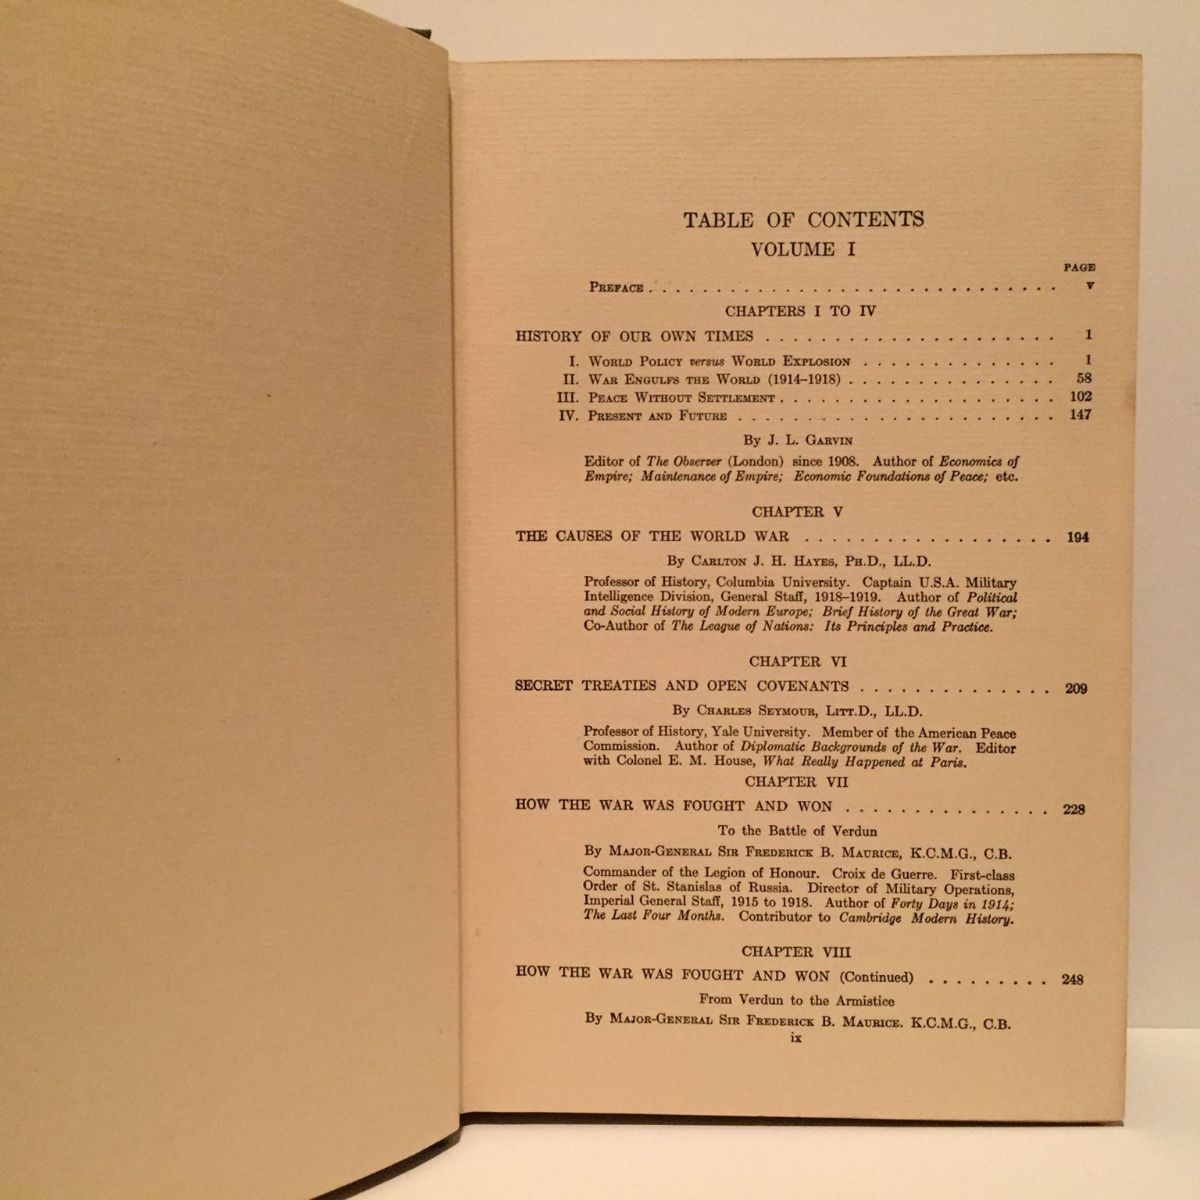 TABLE OF CONTENTS
VOLUME I
PAGE
PREFACE . . . . . . . . . . . . . . . . . . . . . . . . . . . . . . v
CHAPTERS I TO IV
HISTORY OF OUR OWN TIMES . . . . . . . . . . . . . . . . . . . . . 1
I. WORLD POLICY versus WORLD EXPLOSION . . . . . . . . . . . . . . 1
II. WAR ENGULFS THE WORLD (1914–1918) . . . . . . . . . . . . . . . 58
III. PEACE WITHOUT SETTLEMENT . . . . . . . . . . . . . . . . . . . . 102
IV. PRESENT AND FUTURE . . . . . . . . . . . . . . . . . . . . . . . 147
By J. L. GARVIN
Editor of The Observer (London) since 1908. Author of Economics of
Empire; Maintenance of Empire; Economic Foundations of Peace; etc.
CHAPTER V
THE CAUSES OF THE WORLD WAR . . . . . . . . . . . . . . . . . . 194
By CARLTON J. H. HAYES, PH.D., LL.D.
Professor of History, Columbia University. Captain U.S.A. Military
Intelligence Division, General Staff, 1918–1919. Author of Political
and Social History of Modern Europe; Brief History of the Great War;
Co-Author of The League of Nations: Its Principles and Practice.
CHAPTER VI
SECRET TREATIES AND OPEN COVENANTS . . . . . . . . . . . . . . 209
By CHARLES SEYMOUR, LITT.D., LL.D.
Professor of History, Yale University. Member of the American Peace
Commission. Author of Diplomatic Backgrounds of the War. Editor
with Colonel E. M. House, What Really Happened at Paris.
CHAPTER VII
HOW THE WAR WAS FOUGHT AND WON . . . . . . . . . . . . . . . 228
To the Battle of Verdun
By MAJOR-GENERAL SIR FREDERICK B. MAURICE, K.C.M.G., C.B.
Commander of the Legion of Honour. Croix de Guerre. First-class
Order of St. Stanislas of Russia. Director of Military Operations,
Imperial General Staff, 1915 to 1918. Author of Forty Days in 1914;
The Last Four Months. Contributor to Cambridge Modern History.
CHAPTER VIII
HOW THE WAR WAS FOUGHT AND WON (Continued) . . . . . . . . . 248
From Verdun to the Armistice
By MAJOR-GENERAL SIR FREDERICK B. MAURICE. K.C.M.G., C.B.
ix